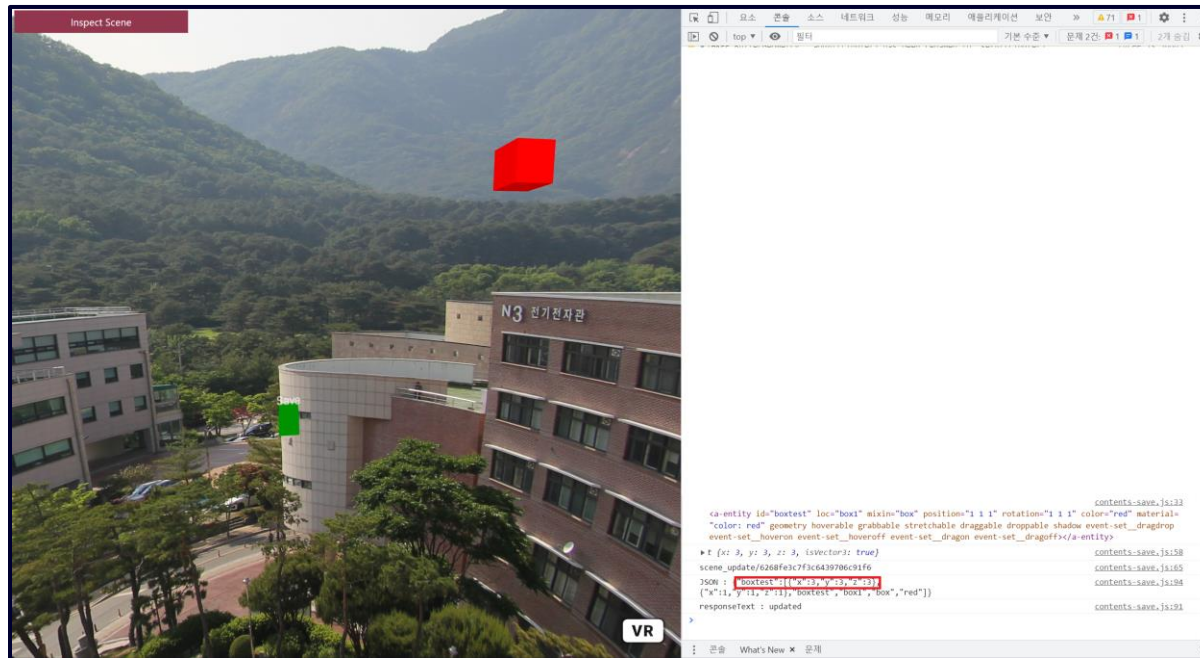 Inspect Scene
N3 전기전자관
Save
VR
요소 콘솔 소스 네트워크 성능 메모리 애플리케이션 보안 » 71 1
top ▼ 필터 기본 수준 ▼ 문제 2건: 1 1 2개 숨김
contents-save.js:33
<a-entity id="boxtest" loc="box1" mixin="box" position="1 1 1" rotation="1 1 1" color="red" material=
"color: red" geometry hoverable grabbable stretchable draggable droppable shadow event-set__dragdrop
event-set__hoveron event-set__hoveroff event-set__dragon event-set__dragoff></a-entity>
▶ t {x: 3, y: 3, z: 3, isVector3: true} contents-save.js:58
scene_update/6268fe3c7f3c6439706c91f6 contents-save.js:65
JSON : {"boxtest":[{"x":3,"y":3,"z":3}, contents-save.js:94
{"x":1,"y":1,"z":1},"boxtest","box1","box","red"]}
responseText : updated contents-save.js:91
>
콘솔 What's New × 문제